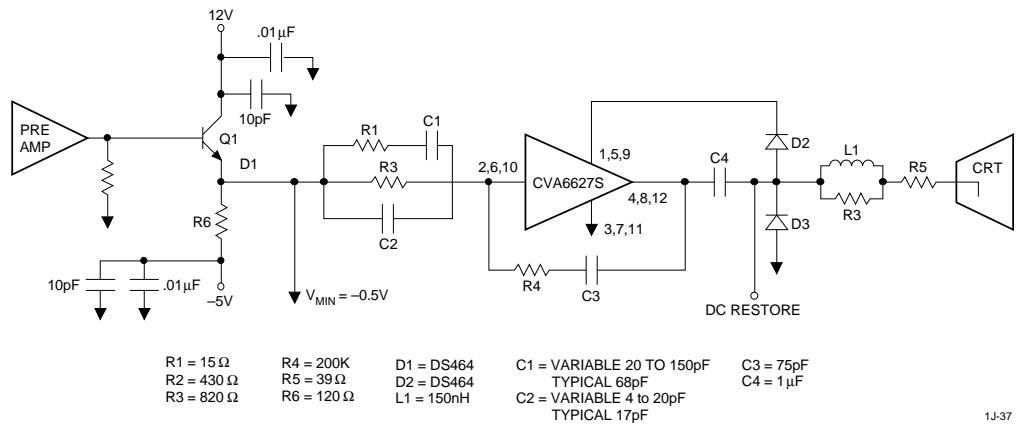 12V
.01μF
10pF
PRE
AMP
Q1
D1
R6
10pF
.01μF
–5V
V_MIN = –0.5V
R1
C1
R3
C2
2,6,10
1,5,9
CVA6627S
4,8,12
3,7,11
R4
C3
C4
D2
D3
DC RESTORE
L1
R3
R5
CRT
R1 = 15 Ω
R2 = 430 Ω
R3 = 820 Ω
R4 = 200K
R5 = 39Ω
R6 = 120 Ω
D1 = DS464
D2 = DS464
L1 = 150nH
C1 = VARIABLE 20 TO 150pF
TYPICAL 68pF
C2 = VARIABLE 4 to 20pF
TYPICAL 17pF
C3 = 75pF
C4 = 1μF
1J-37